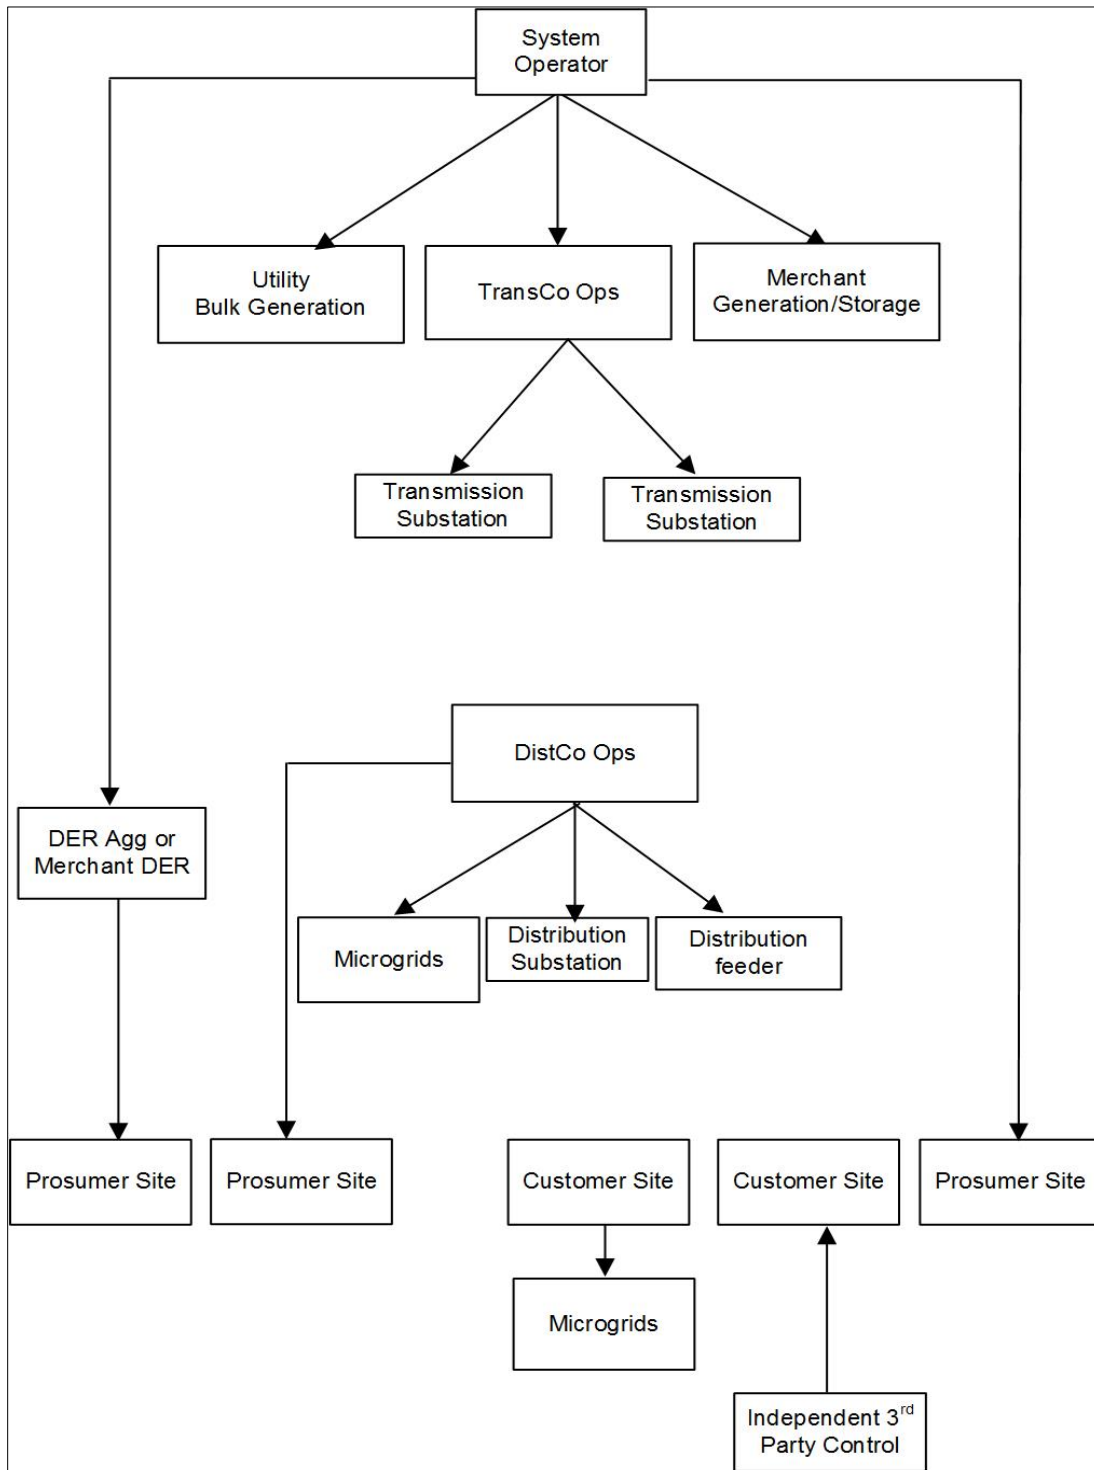 System
Operator
Utility
Bulk Generation
TransCo Ops
Merchant
Generation/Storage
Transmission
Substation
Transmission
Substation
DistCo Ops
DER Agg or
Merchant DER
Microgrids
Distribution
Substation
Distribution
feeder
Prosumer Site
Prosumer Site
Customer Site
Customer Site
Prosumer Site
Microgrids
Independent 3rd
Party Control